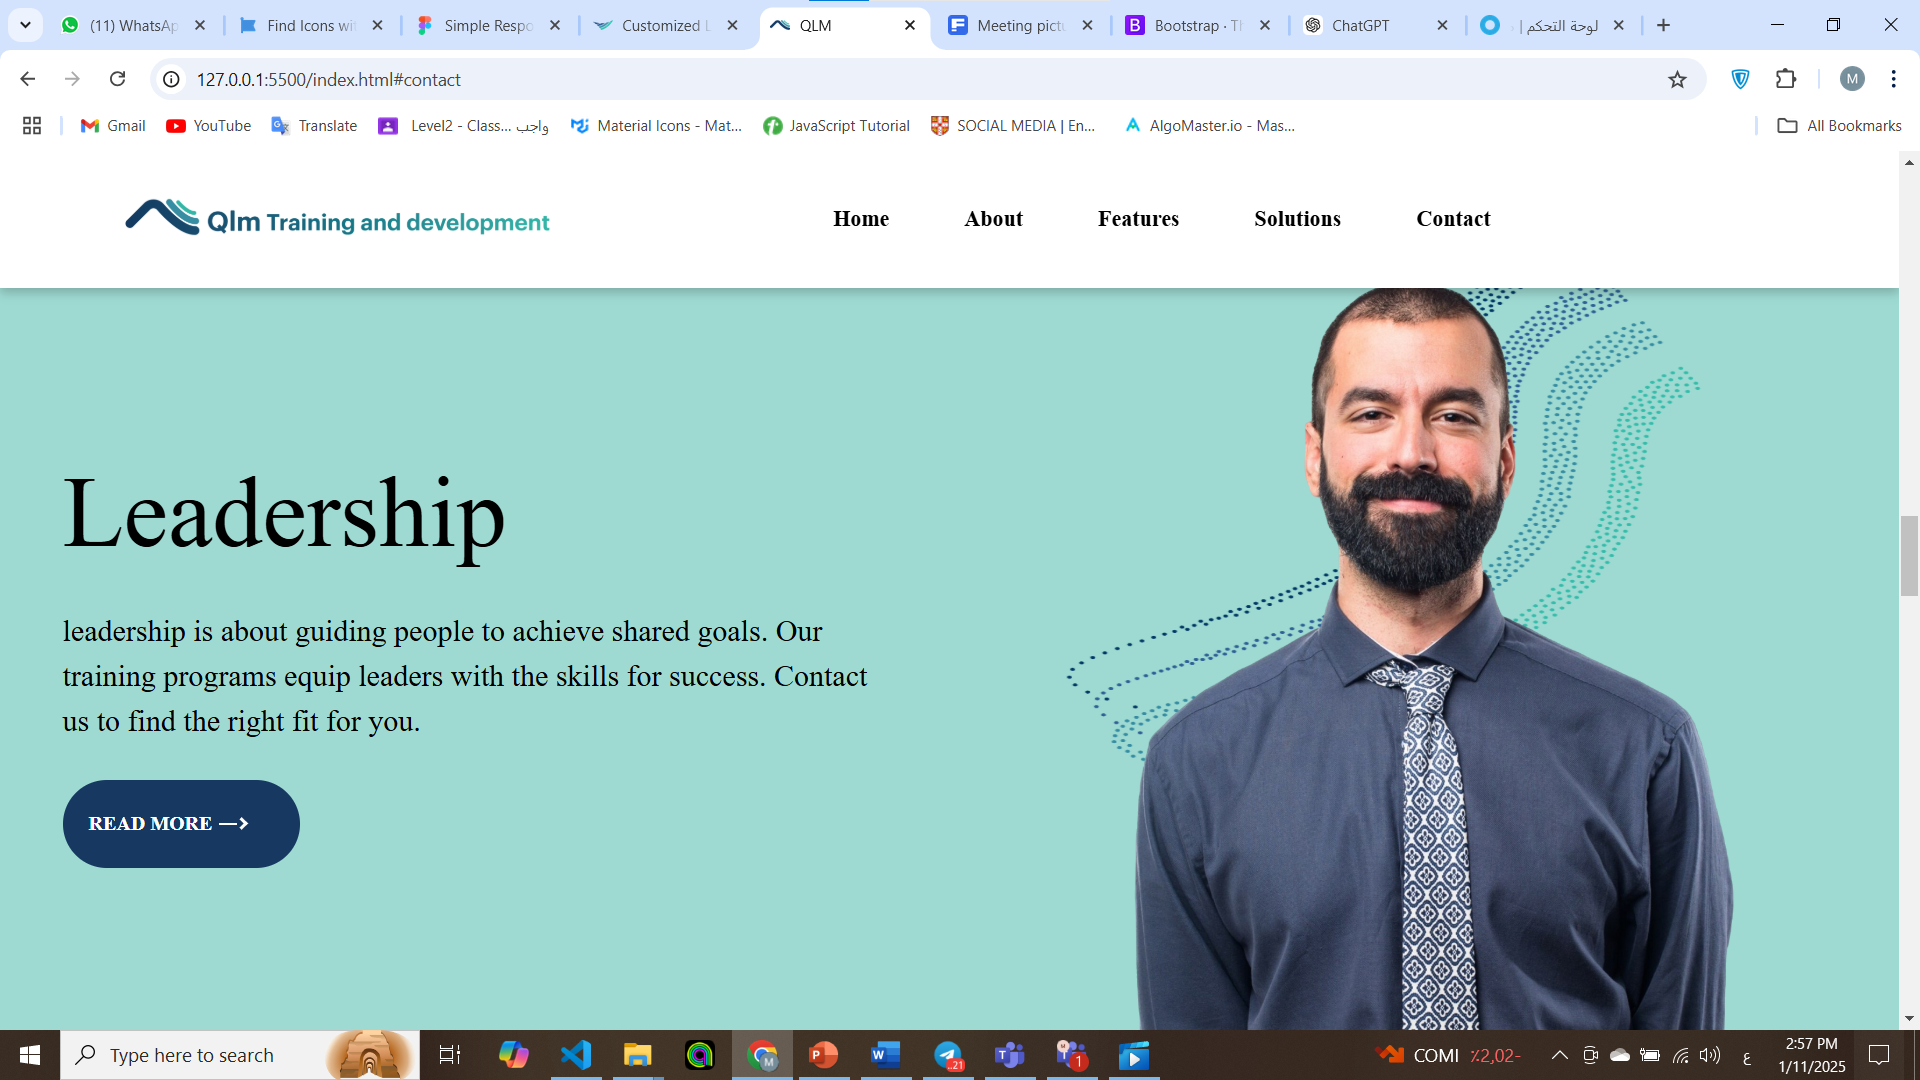 (11) WhatsAp
Find Icons wi
Simple Respo
Customized L
QLM
Meeting pictu
Bootstrap · Th
ChatGPT
لوحة التحكم |
127.0.0.1:5500/index.html#contact
M
Gmail
YouTube
Translate
Level2 - Class... واجب
Material Icons - Mat...
JavaScript Tutorial
SOCIAL MEDIA | En...
AlgoMaster.io - Mas...
All Bookmarks
Qlm Training and development
Home
About
Features
Solutions
Contact
Leadership
leadership is about guiding people to achieve shared goals. Our
training programs equip leaders with the skills for success. Contact
us to find the right fit for you.
READ MORE
Type here to search
COMI ٪2,02-
ع
2:57 PM
1/11/2025